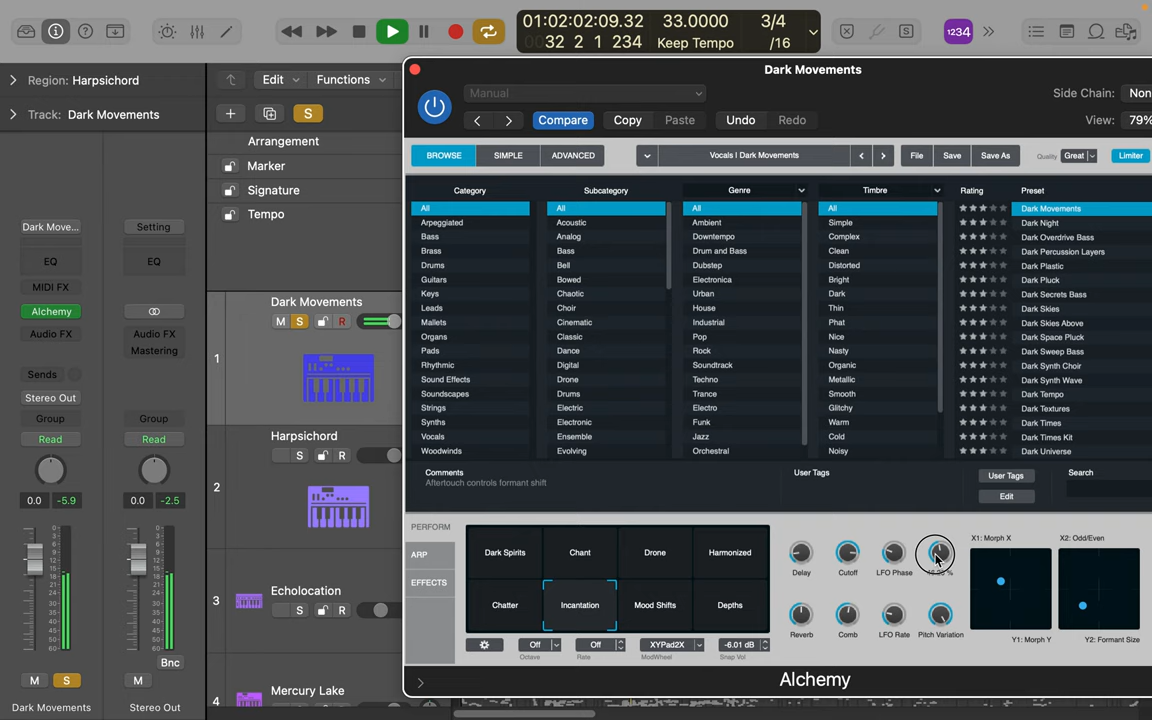 01:02:02:09.32
0032 2 1 234
33.0000
Keep Tempo
3/4
/16
1234
Region: Harpsichord
Track: Dark Movements
Edit
Functions
S
Arrangement
Marker
Signature
Tempo
Dark Move...
Setting
EQ
EQ
MIDI FX
Alchemy
Audio FX
Audio FX
Mastering
Sends
Stereo Out
Group
Group
Read
Read
0.0
-5.9
0.0
-2.5
Bnc
M
S
M
Dark Movements
Stereo Out
1
Dark Movements
M
S
R
2
Harpsichord
S
R
3
Echolocation
S
R
4
Mercury Lake
Dark Movements
Manual
Side Chain:
Non
Compare
Copy
Paste
Undo
Redo
View:
79%
BROWSE
SIMPLE
ADVANCED
Vocals | Dark Movements
File
Save
Save As
Quality
Great
Limiter
Category
All
Arpeggiated
Bass
Brass
Drums
Guitars
Keys
Leads
Mallets
Organs
Pads
Rhythmic
Sound Effects
Soundscapes
Strings
Synths
Vocals
Woodwinds
Subcategory
All
Acoustic
Analog
Bass
Bell
Bowed
Chaotic
Choir
Cinematic
Classic
Dance
Digital
Drone
Drums
Electric
Electronic
Ensemble
Evolving
Genre
All
Ambient
Downtempo
Drum and Bass
Dubstep
Electronica
Urban
House
Industrial
Pop
Rock
Soundtrack
Techno
Trance
Electro
Funk
Jazz
Orchestral
Timbre
All
Simple
Complex
Clean
Distorted
Bright
Dark
Thin
Phat
Nice
Nasty
Organic
Metallic
Smooth
Glitchy
Warm
Cold
Noisy
Rating
Preset
Dark Movements
Dark Night
Dark Overdrive Bass
Dark Percussion Layers
Dark Plastic
Dark Pluck
Dark Secrets Bass
Dark Skies
Dark Skies Above
Dark Space Pluck
Dark Sweep Bass
Dark Synth Choir
Dark Synth Wave
Dark Tempo
Dark Textures
Dark Times
Dark Times Kit
Dark Universe
Comments
Aftertouch controls formant shift
User Tags
User Tags
Edit
Search
PERFORM
ARP
EFFECTS
Dark Spirits
Chant
Drone
Harmonized
Chatter
Incantation
Mood Shifts
Depths
Off
Octave
Off
Rate
XYPad2X
ModWheel
-6.01 dB
Snap Vol
Delay
Cutoff
LFO Phase
Reverb
Comb
LFO Rate
Pitch Variation
X1: Morph X
Y1: Morph Y
X2: Odd/Even
Y2: Formant Size
Alchemy